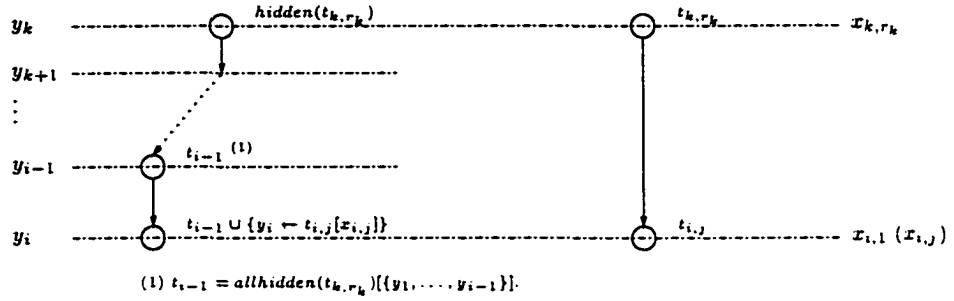 y_k hidden(t_{k,r_k}) t_{k,r_k} x_{k,r_k}
y_{k+1}
⋮
y_{i−1} t_{i−1} (1)
y_i t_{i−1} ∪ {y_i ← t_{i,j}[x_{i,j}]} t_{i,j} x_{i,1} (x_{i,j})
(1) t_{i−1} = allhidden(t_{k,r_k})[{y_1, . . . , y_{i−1}}].